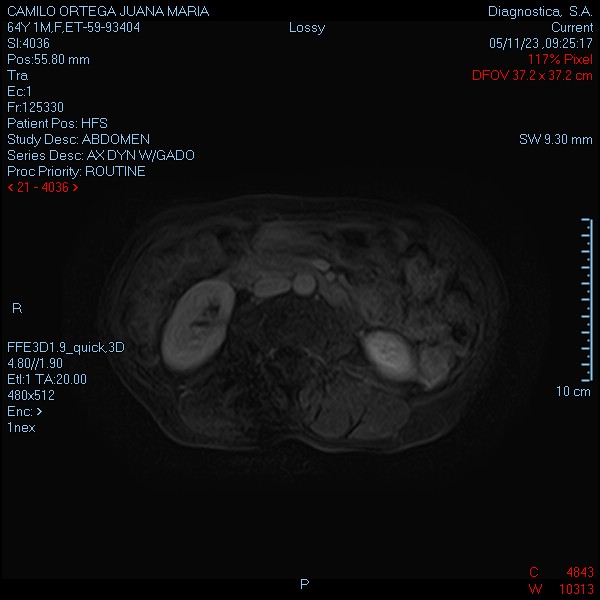 CAMILO ORTEGA JUANA MARIA
64Y 1M,F,ET-59-93404
SI:4036
Pos:55.80 mm
Tra
Ec:1
Fr:125330
Patient Pos: HFS
Study Desc: ABDOMEN
Series Desc: AX DYN W/GADO
Proc Priority: ROUTINE
< 21 - 4036 >
Lossy
Diagnostica, S.A.
Current
05/11/23 ,09:25:17
117% Pixel
DFOV 37.2 x 37.2 cm
SW 9.30 mm
R
FFE3D1.9_quick,3D
4.80//1.90
Etl:1 TA:20.00
480x512
Enc: >
1nex
10 cm
P
C 4843
W 10313